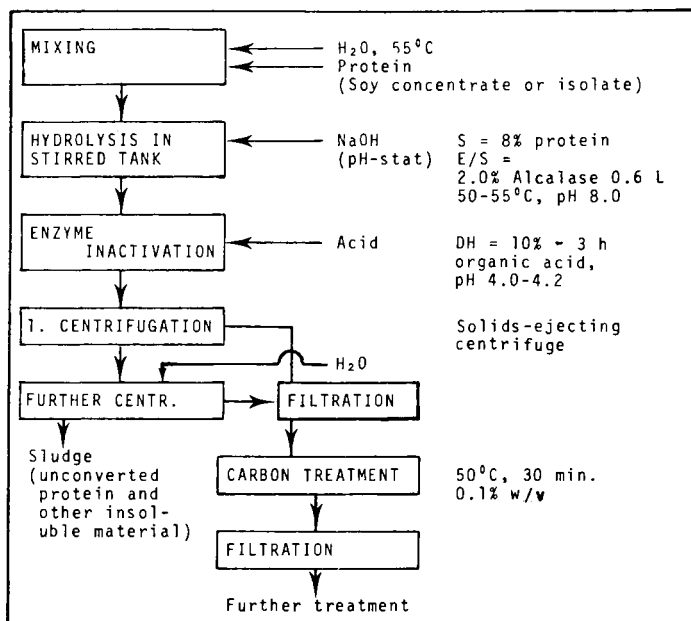 MIXING
H₂O, 55⁰C
Protein
(Soy concentrate or isolate)
HYDROLYSIS IN
STIRRED TANK
NaOH
(pH-stat)
S = 8% protein
E/S =
2.0% Alcalase 0.6 L
50-55⁰C, pH 8.0
ENZYME
INACTIVATION
Acid
DH = 10% - 3 h
organic acid,
pH 4.0-4.2
1. CENTRIFUGATION
Solids-ejecting
centrifuge
H₂O
FURTHER CENTR.
FILTRATION
Sludge
(unconverted
protein and
other insol-
uble material)
CARBON TREATMENT
50⁰C, 30 min.
0.1% w/v
FILTRATION
Further treatment